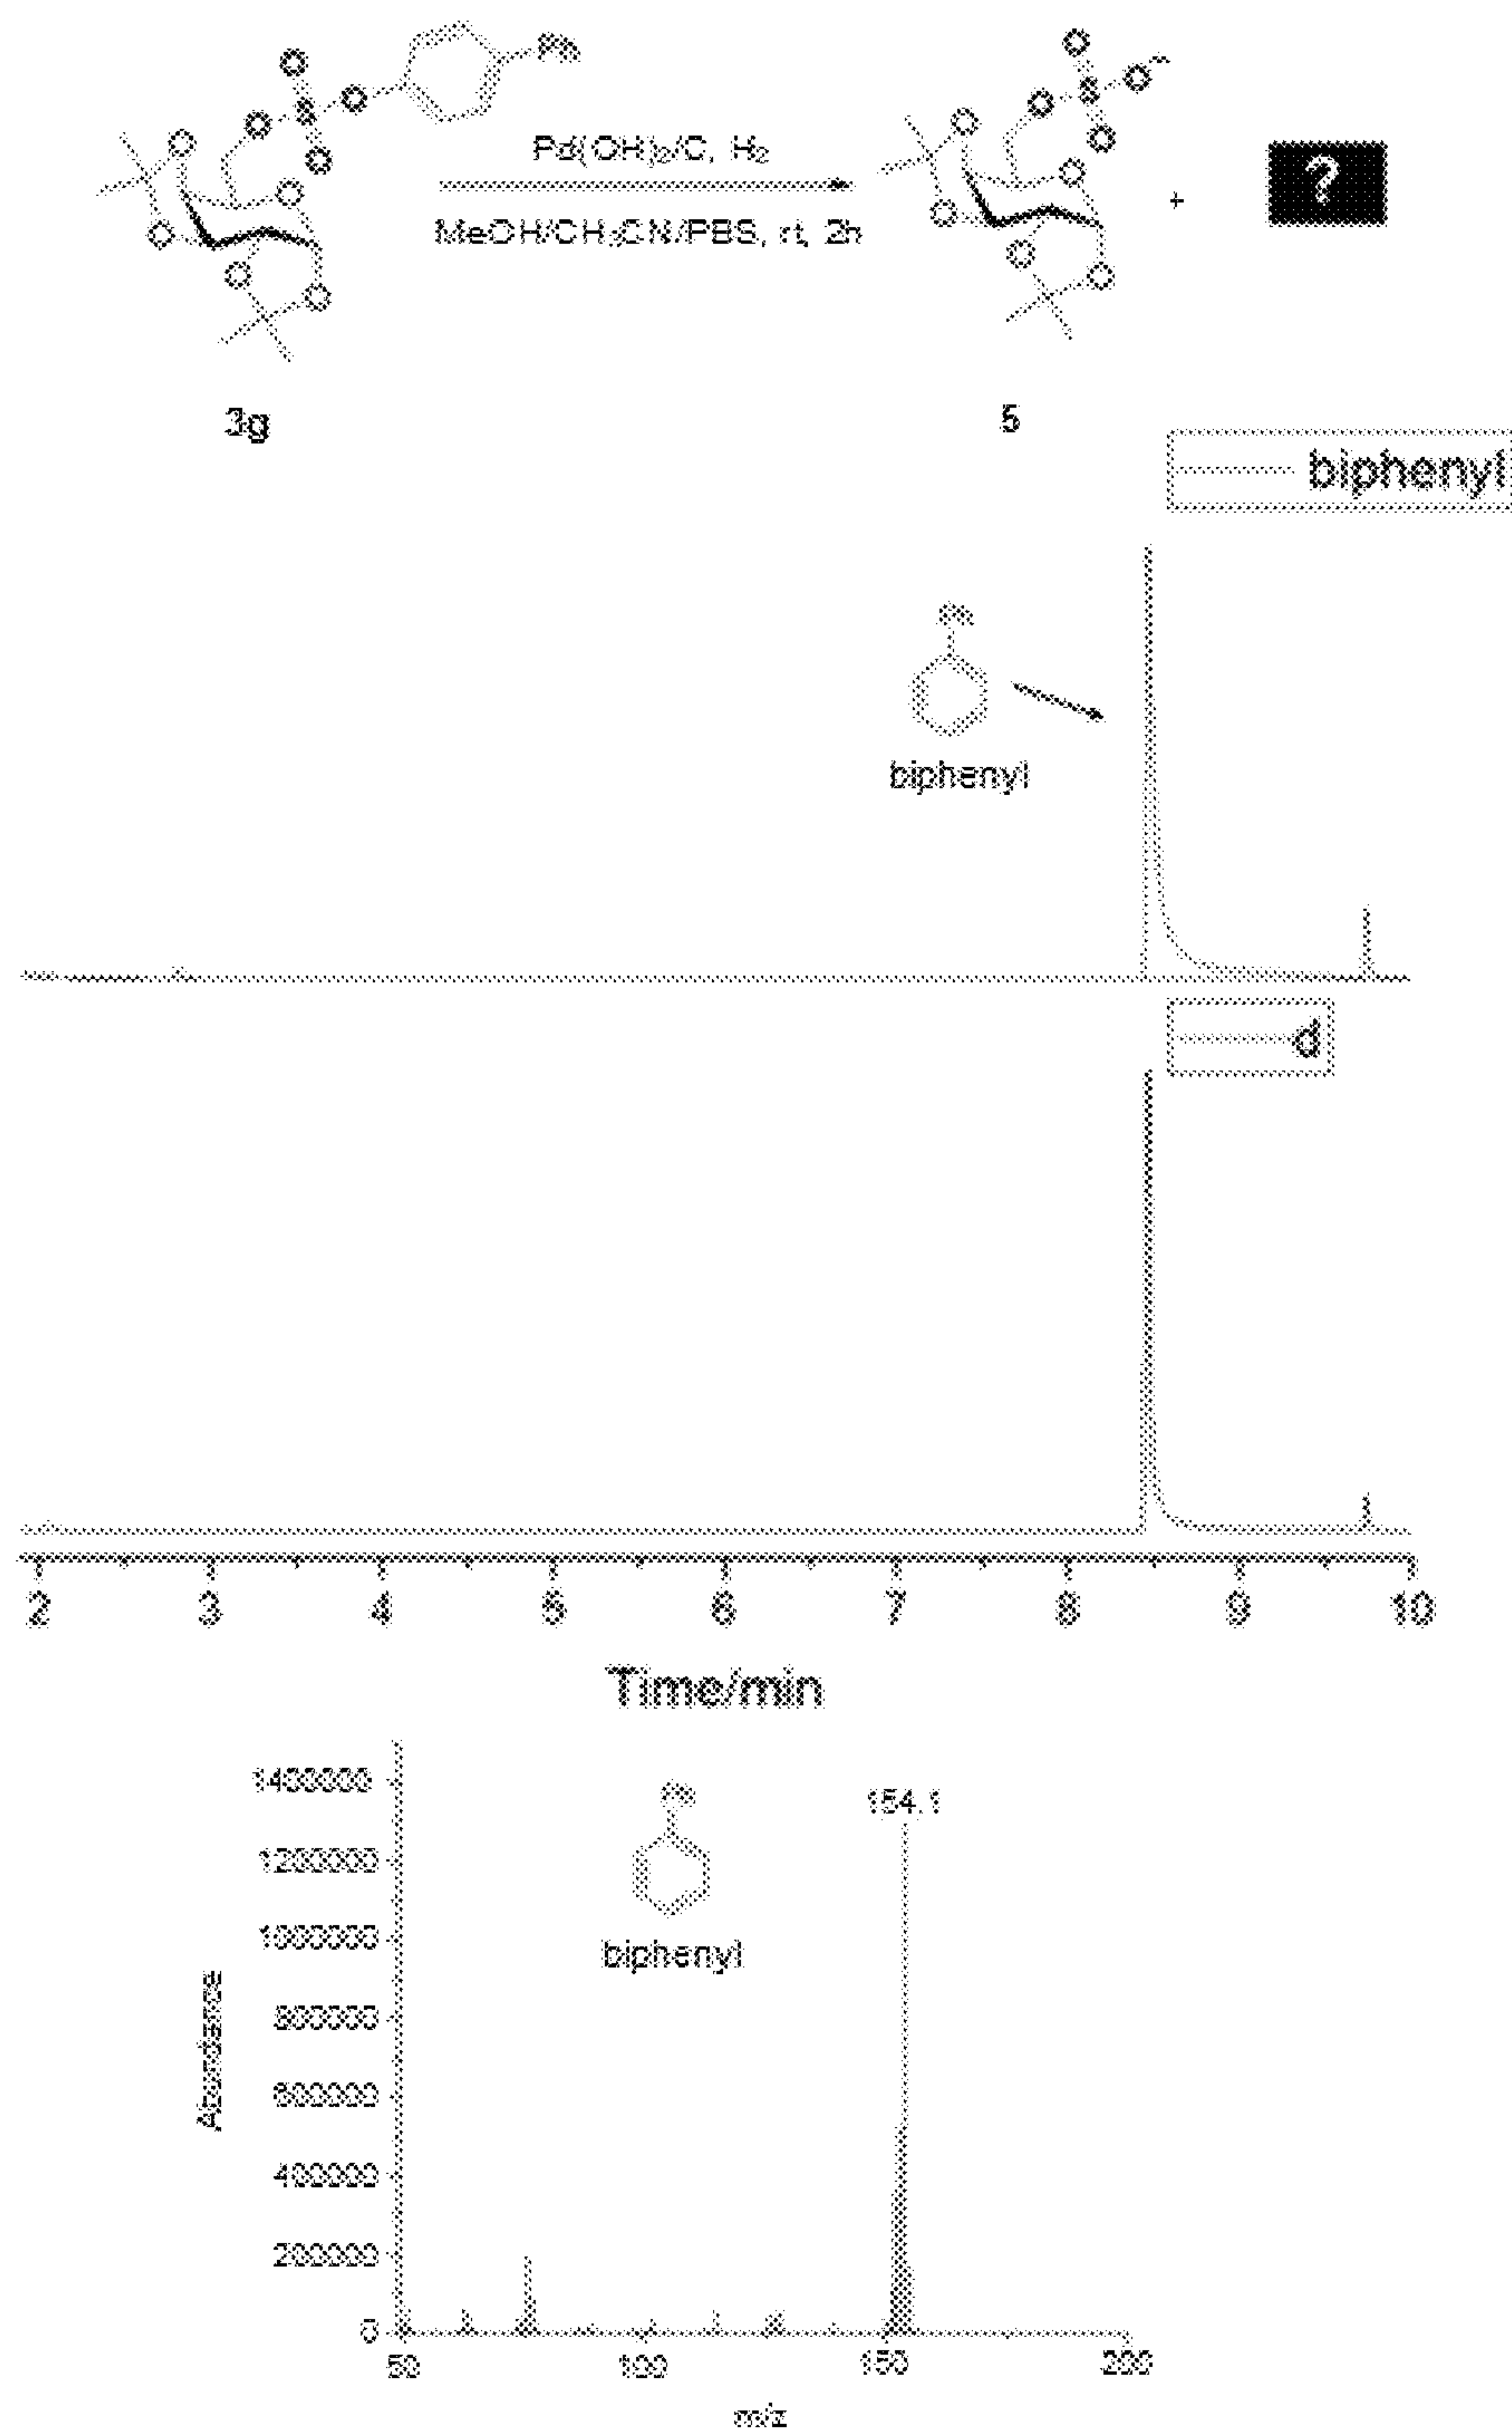 Ph
O
O
O
S
O
O
O
O
O
O
Pd(OH)2/C, H2
MeOH/CH3CN/PBS, rt, 2h
O
O
S
O
O
O
O
O
O
O
+
?
3g
5
biphenyl
Ph
biphenyl
d
2 3 4 5 6 7 8 9 10
Time/min
1400000
1200000
1000000
800000
600000
400000
200000
0
Abundance
Ph
biphenyl
154.1
50 100 150 200
m/z